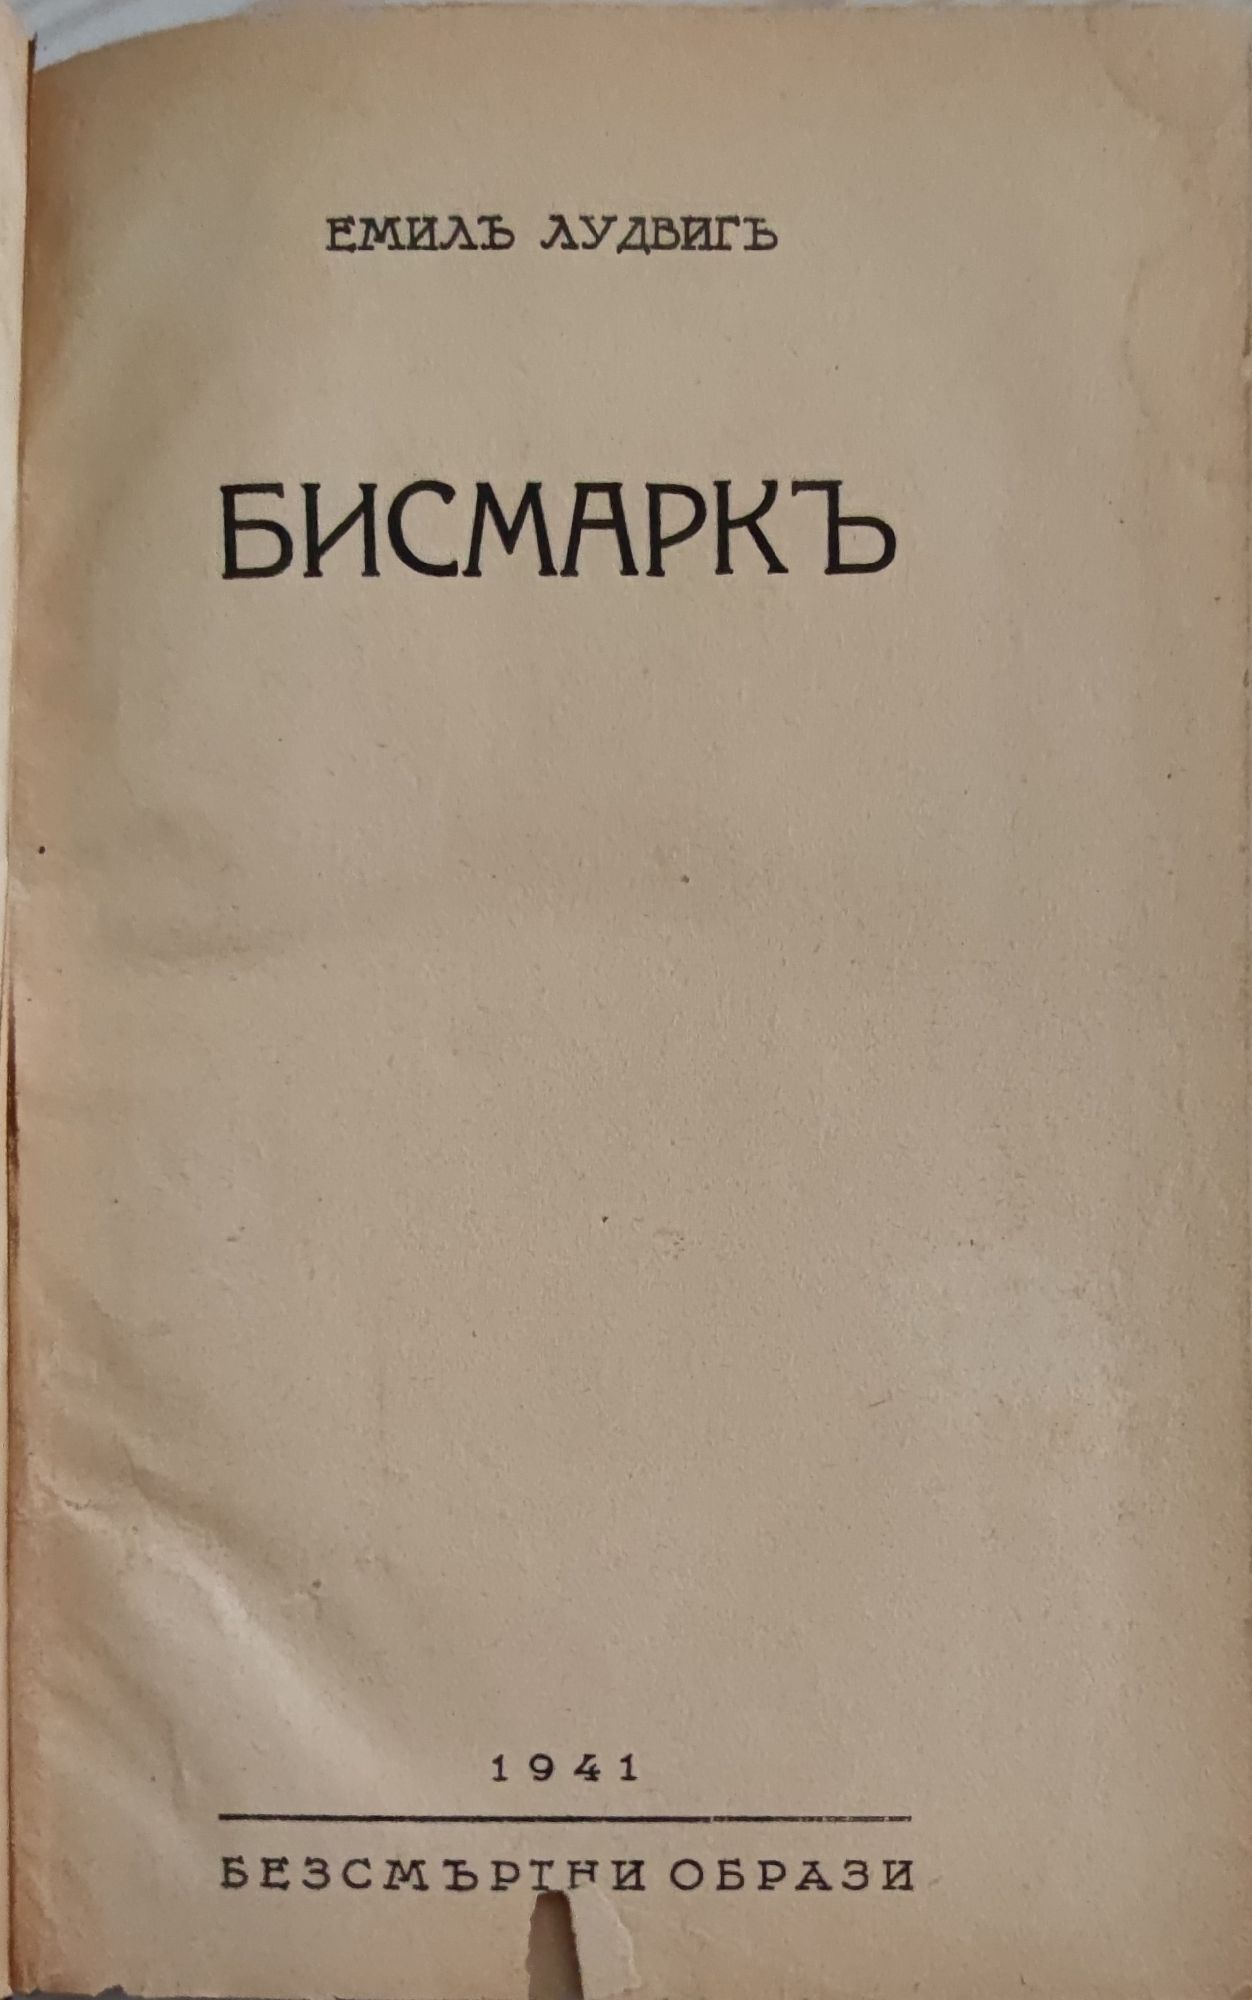 ЕМИЛЪ ЛУДВИГЪ
БИСМАРКЪ
1941
БЕЗСМЪРТНИ ОБРАЗИ